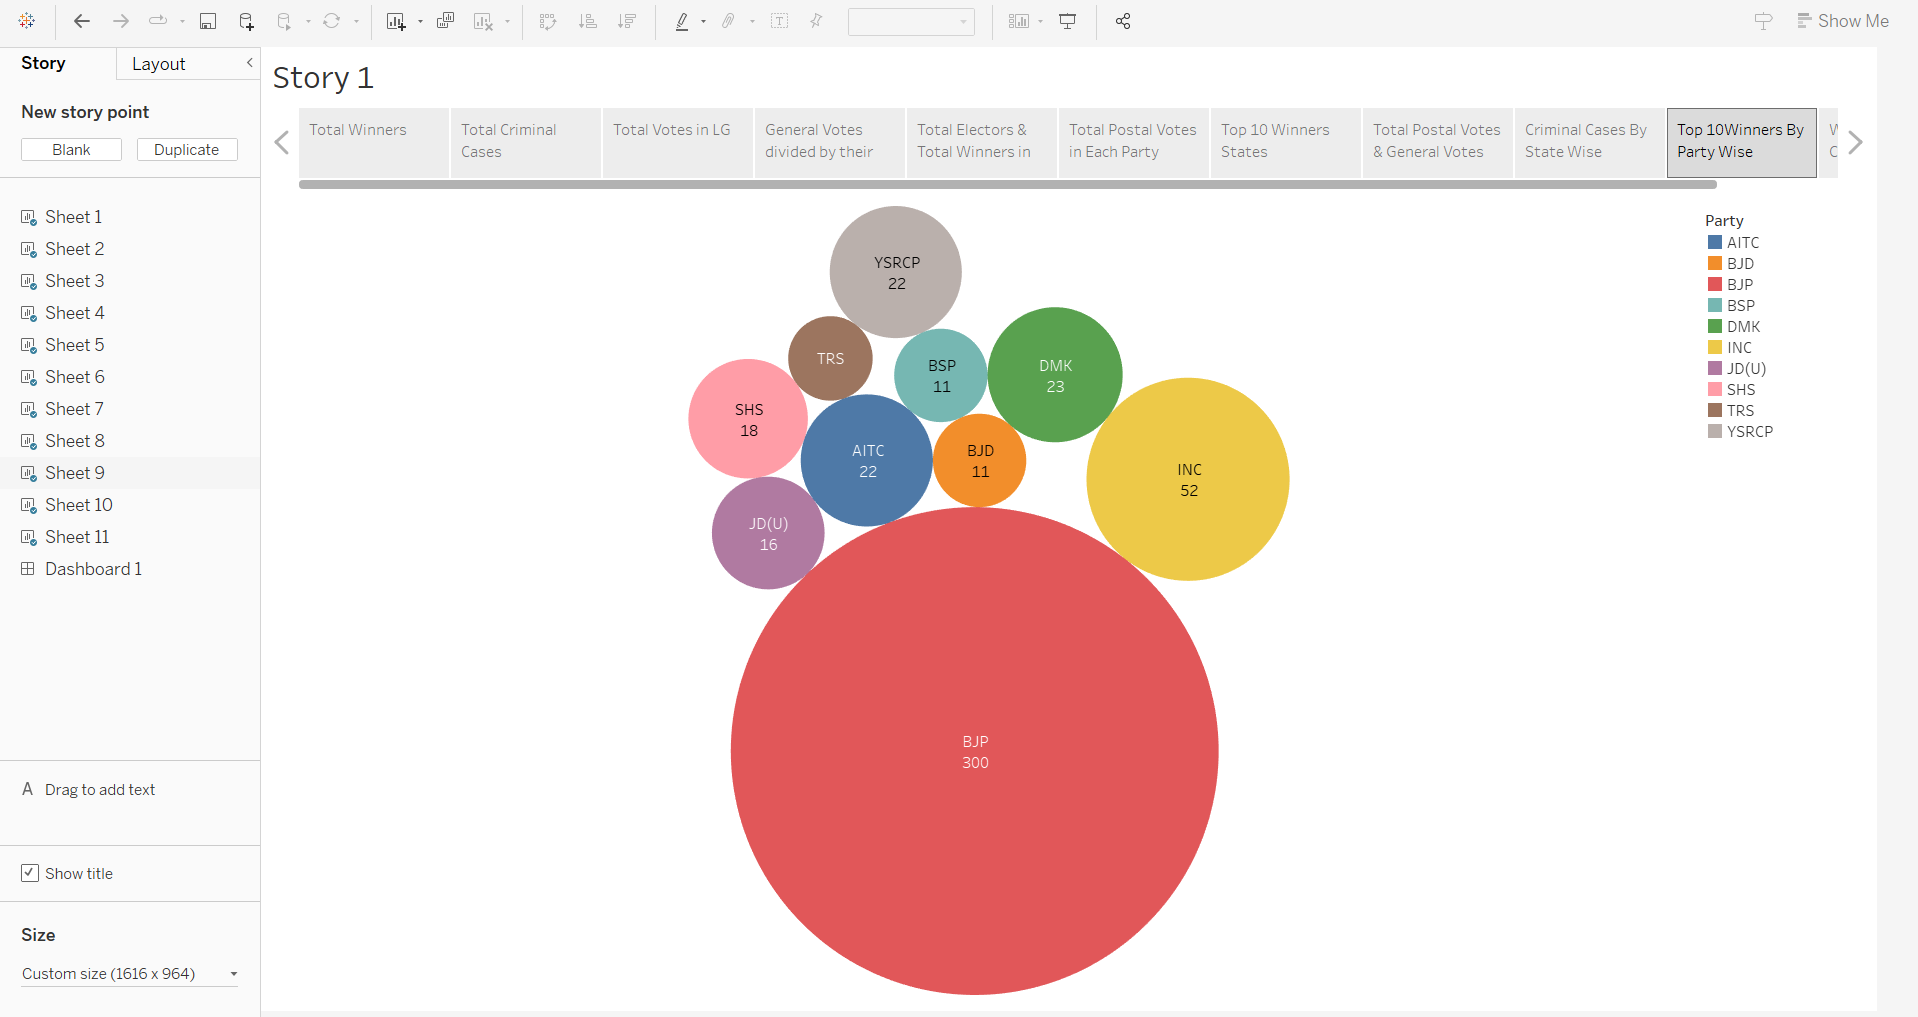 Show Me
Story
Layout
New story point
Blank
Duplicate
Sheet 1
Sheet 2
Sheet 3
Sheet 4
Sheet 5
Sheet 6
Sheet 7
Sheet 8
Sheet 9
Sheet 10
Sheet 11
Dashboard 1
A Drag to add text
Show title
Size
Custom size (1616 x 964)
Story 1
Total Winners
Total Criminal
Cases
Total Votes in LG
General Votes
divided by their
Total Electors &
Total Winners in
Total Postal Votes
in Each Party
Top 10 Winners
States
Total Postal Votes
& General Votes
Criminal Cases By
State Wise
Top 10Winners By
Party Wise
YSRCP
22
TRS
BSP
11
DMK
23
SHS
18
AITC
22
BJD
11
INC
52
JD(U)
16
BJP
300
Party
AITC
BJD
BJP
BSP
DMK
INC
JD(U)
SHS
TRS
YSRCP